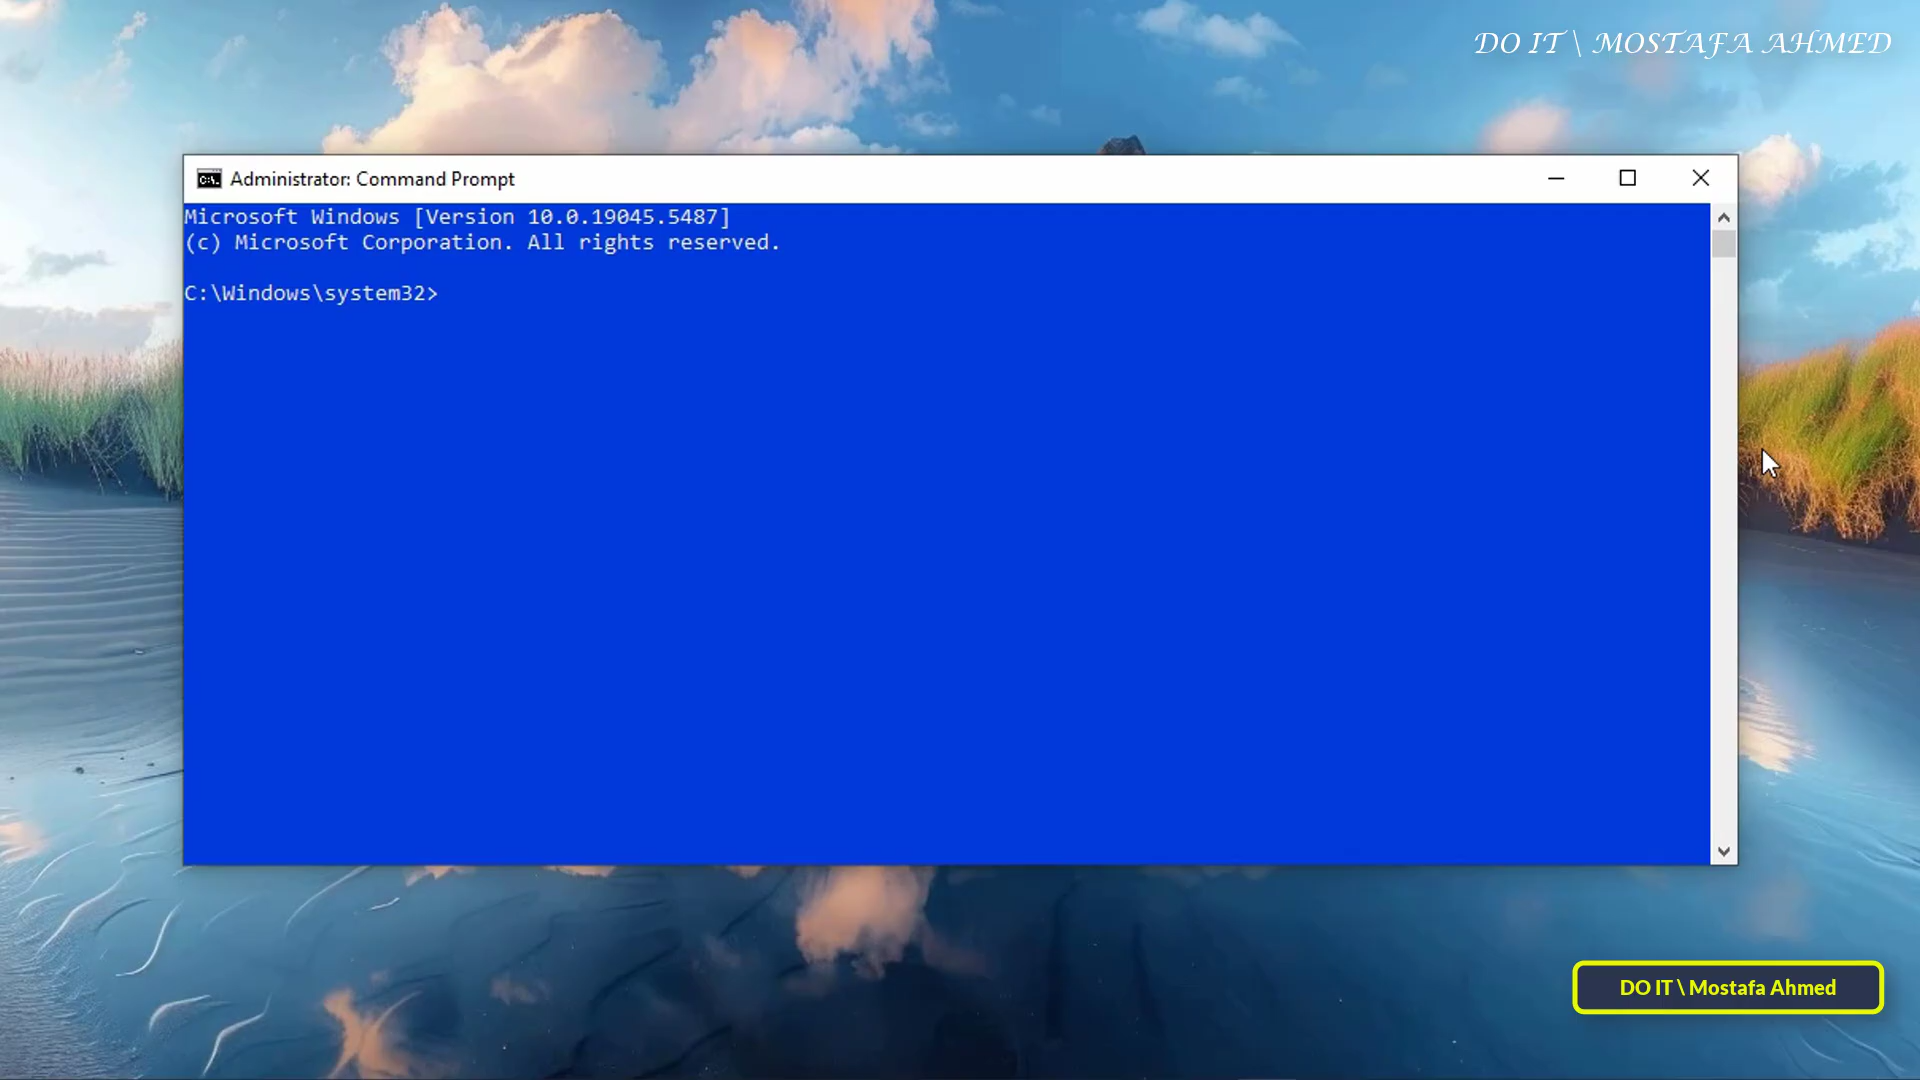 DO IT \ MOSTAFA AHMED
Administrator: Command Prompt
Microsoft Windows [Version 10.0.19045.5487]
(c) Microsoft Corporation. All rights reserved.
C:\Windows\system32>
DO IT \ Mostafa Ahmed